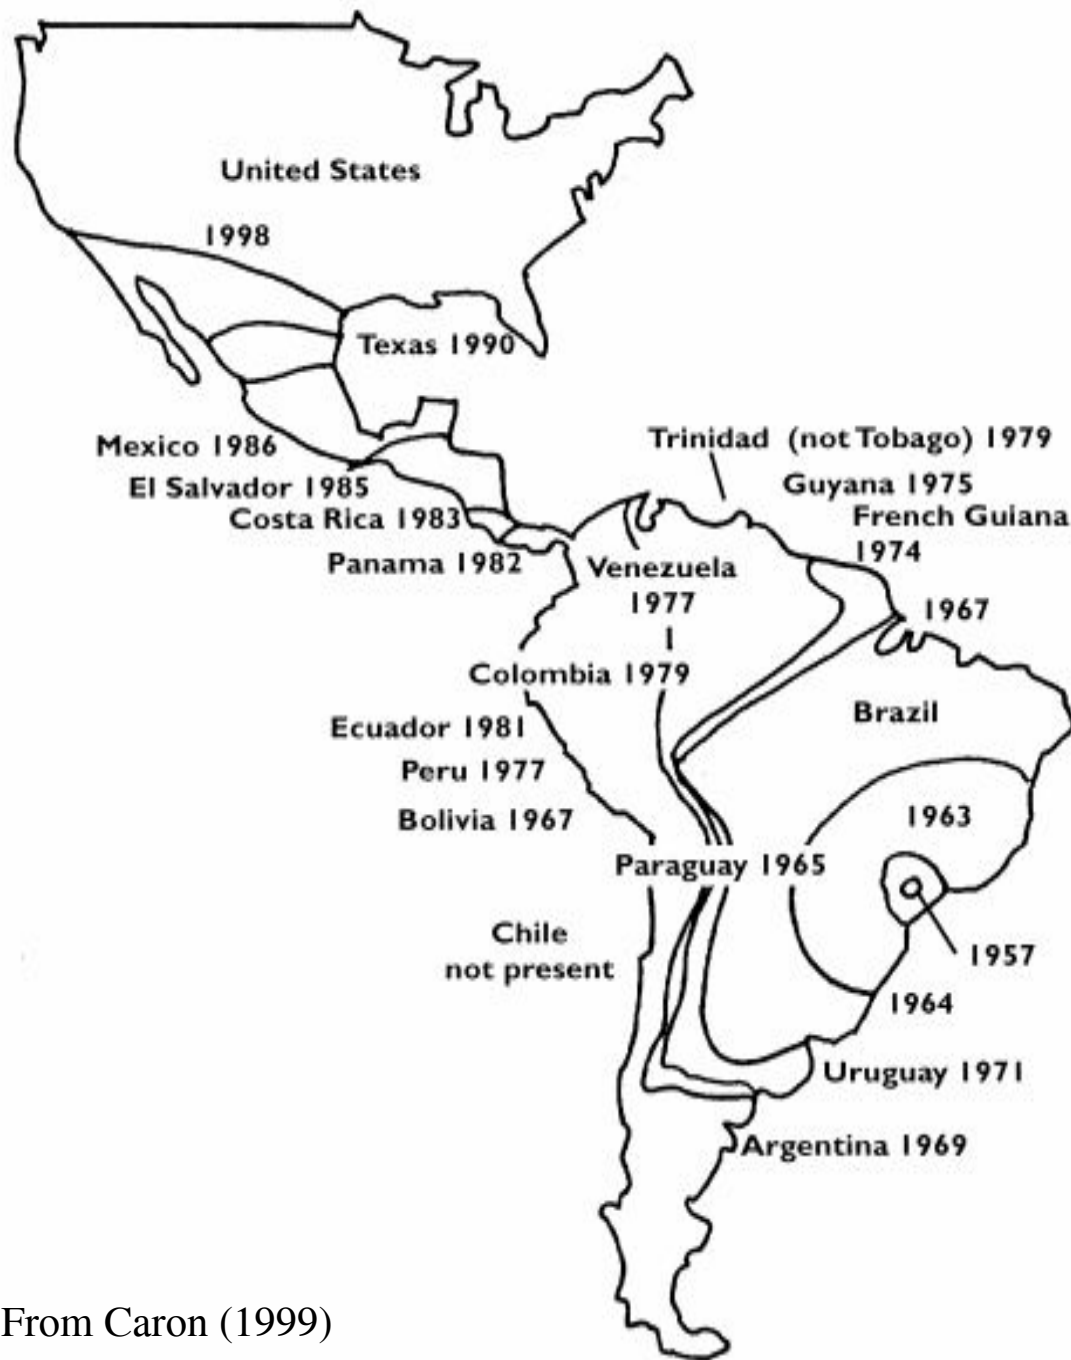 United States
1998
Texas 1990
Mexico 1986
El Salvador 1985
Costa Rica 1983
Panama 1982
Trinidad (not Tobago) 1979
Guyana 1975
French Guiana
1974
Venezuela
1977
1967
Colombia 1979
Ecuador 1981
Peru 1977
Bolivia 1967
Brazil
1963
Paraguay 1965
Chile
not present
1957
1964
Uruguay 1971
Argentina 1969
From Caron (1999)